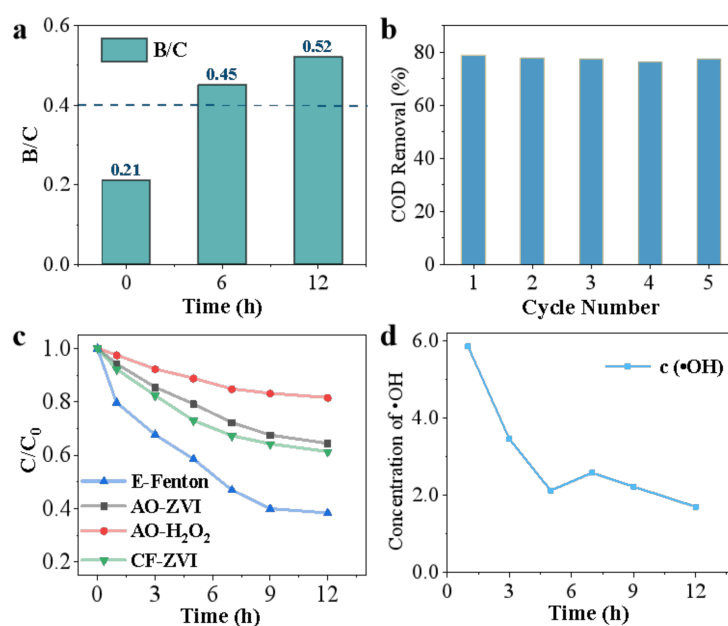 a
B/C
0.21
0.45
0.52
0.6
0.4
0.2
0.0
B/C
0
6
12
Time (h)
b
COD Removal (%)
80
60
40
20
0
1
2
3
4
5
Cycle Number
c
C/C0
1.0
0.8
0.6
0.4
0.2
E-Fenton
AO-ZVI
AO-H2O2
CF-ZVI
0
3
6
9
12
Time (h)
d
c (•OH)
Concentration of •OH
6.0
4.0
2.0
0.0
0
3
6
9
12
Time (h)